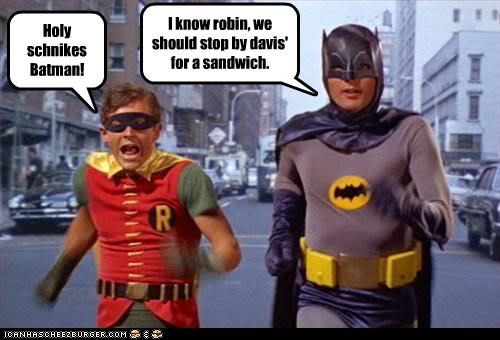 Holy
schnikes
Batman!
I know robin, we
should stop by davis'
for a sandwich.
R
ICANHASCHEEZBURGER.COM